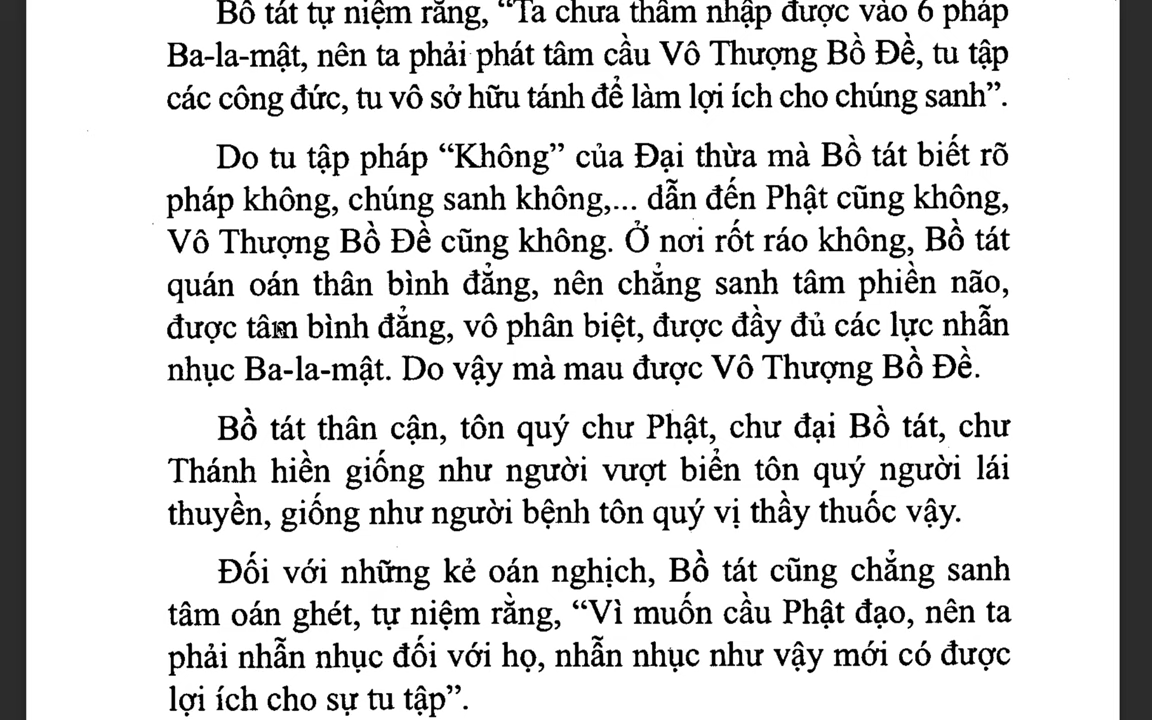 Bồ tát tự niệm rằng, “Ta chưa thâm nhập được vào 6 pháp
Ba-la-mật, nên ta phải phát tâm cầu Vô Thượng Bồ Đề, tu tập
các công đức, tu vô sở hữu tánh để làm lợi ích cho chúng sanh”.
Do tu tập pháp “Không” của Đại thừa mà Bồ tát biết rõ
pháp không, chúng sanh không,... dẫn đến Phật cũng không,
Vô Thượng Bồ Đề cũng không. Ở nơi rốt ráo không, Bồ tát
quán oán thân bình đẳng, nên chẳng sanh tâm phiền não,
được tâm bình đẳng, vô phân biệt, được đầy đủ các lực nhẫn
nhục Ba-la-mật. Do vậy mà mau được Vô Thượng Bồ Đề.
Bồ tát thân cận, tôn quý chư Phật, chư đại Bồ tát, chư
Thánh hiền giống như người vượt biển tôn quý người lái
thuyền, giống như người bệnh tôn quý vị thầy thuốc vậy.
Đối với những kẻ oán nghịch, Bồ tát cũng chẳng sanh
tâm oán ghét, tự niệm rằng, “Vì muốn cầu Phật đạo, nên ta
phải nhẫn nhục đối với họ, nhẫn nhục như vậy mới có được
lợi ích cho sự tu tập”.